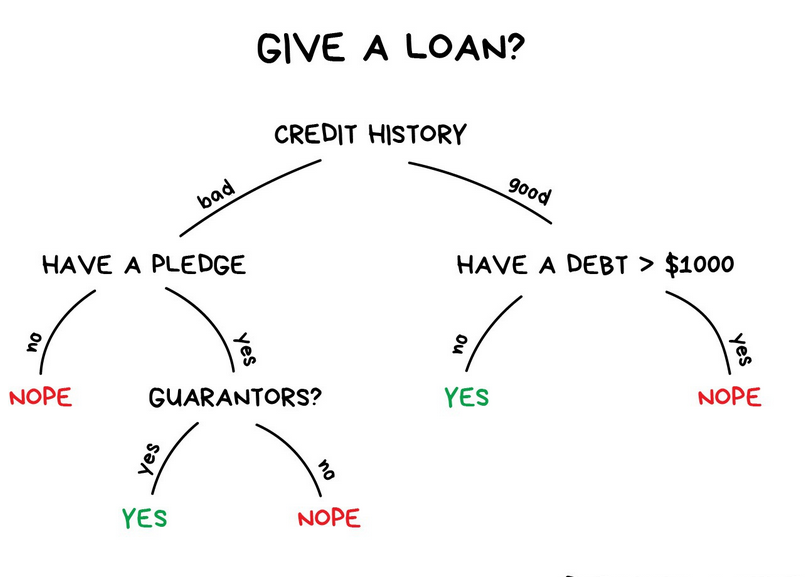 GIVE A LOAN?
CREDIT HISTORY
bad
good
HAVE A PLEDGE
HAVE A DEBT > $1000
no
yes
no
yes
NOPE
GUARANTORS?
YES
NOPE
yes
no
YES
NOPE